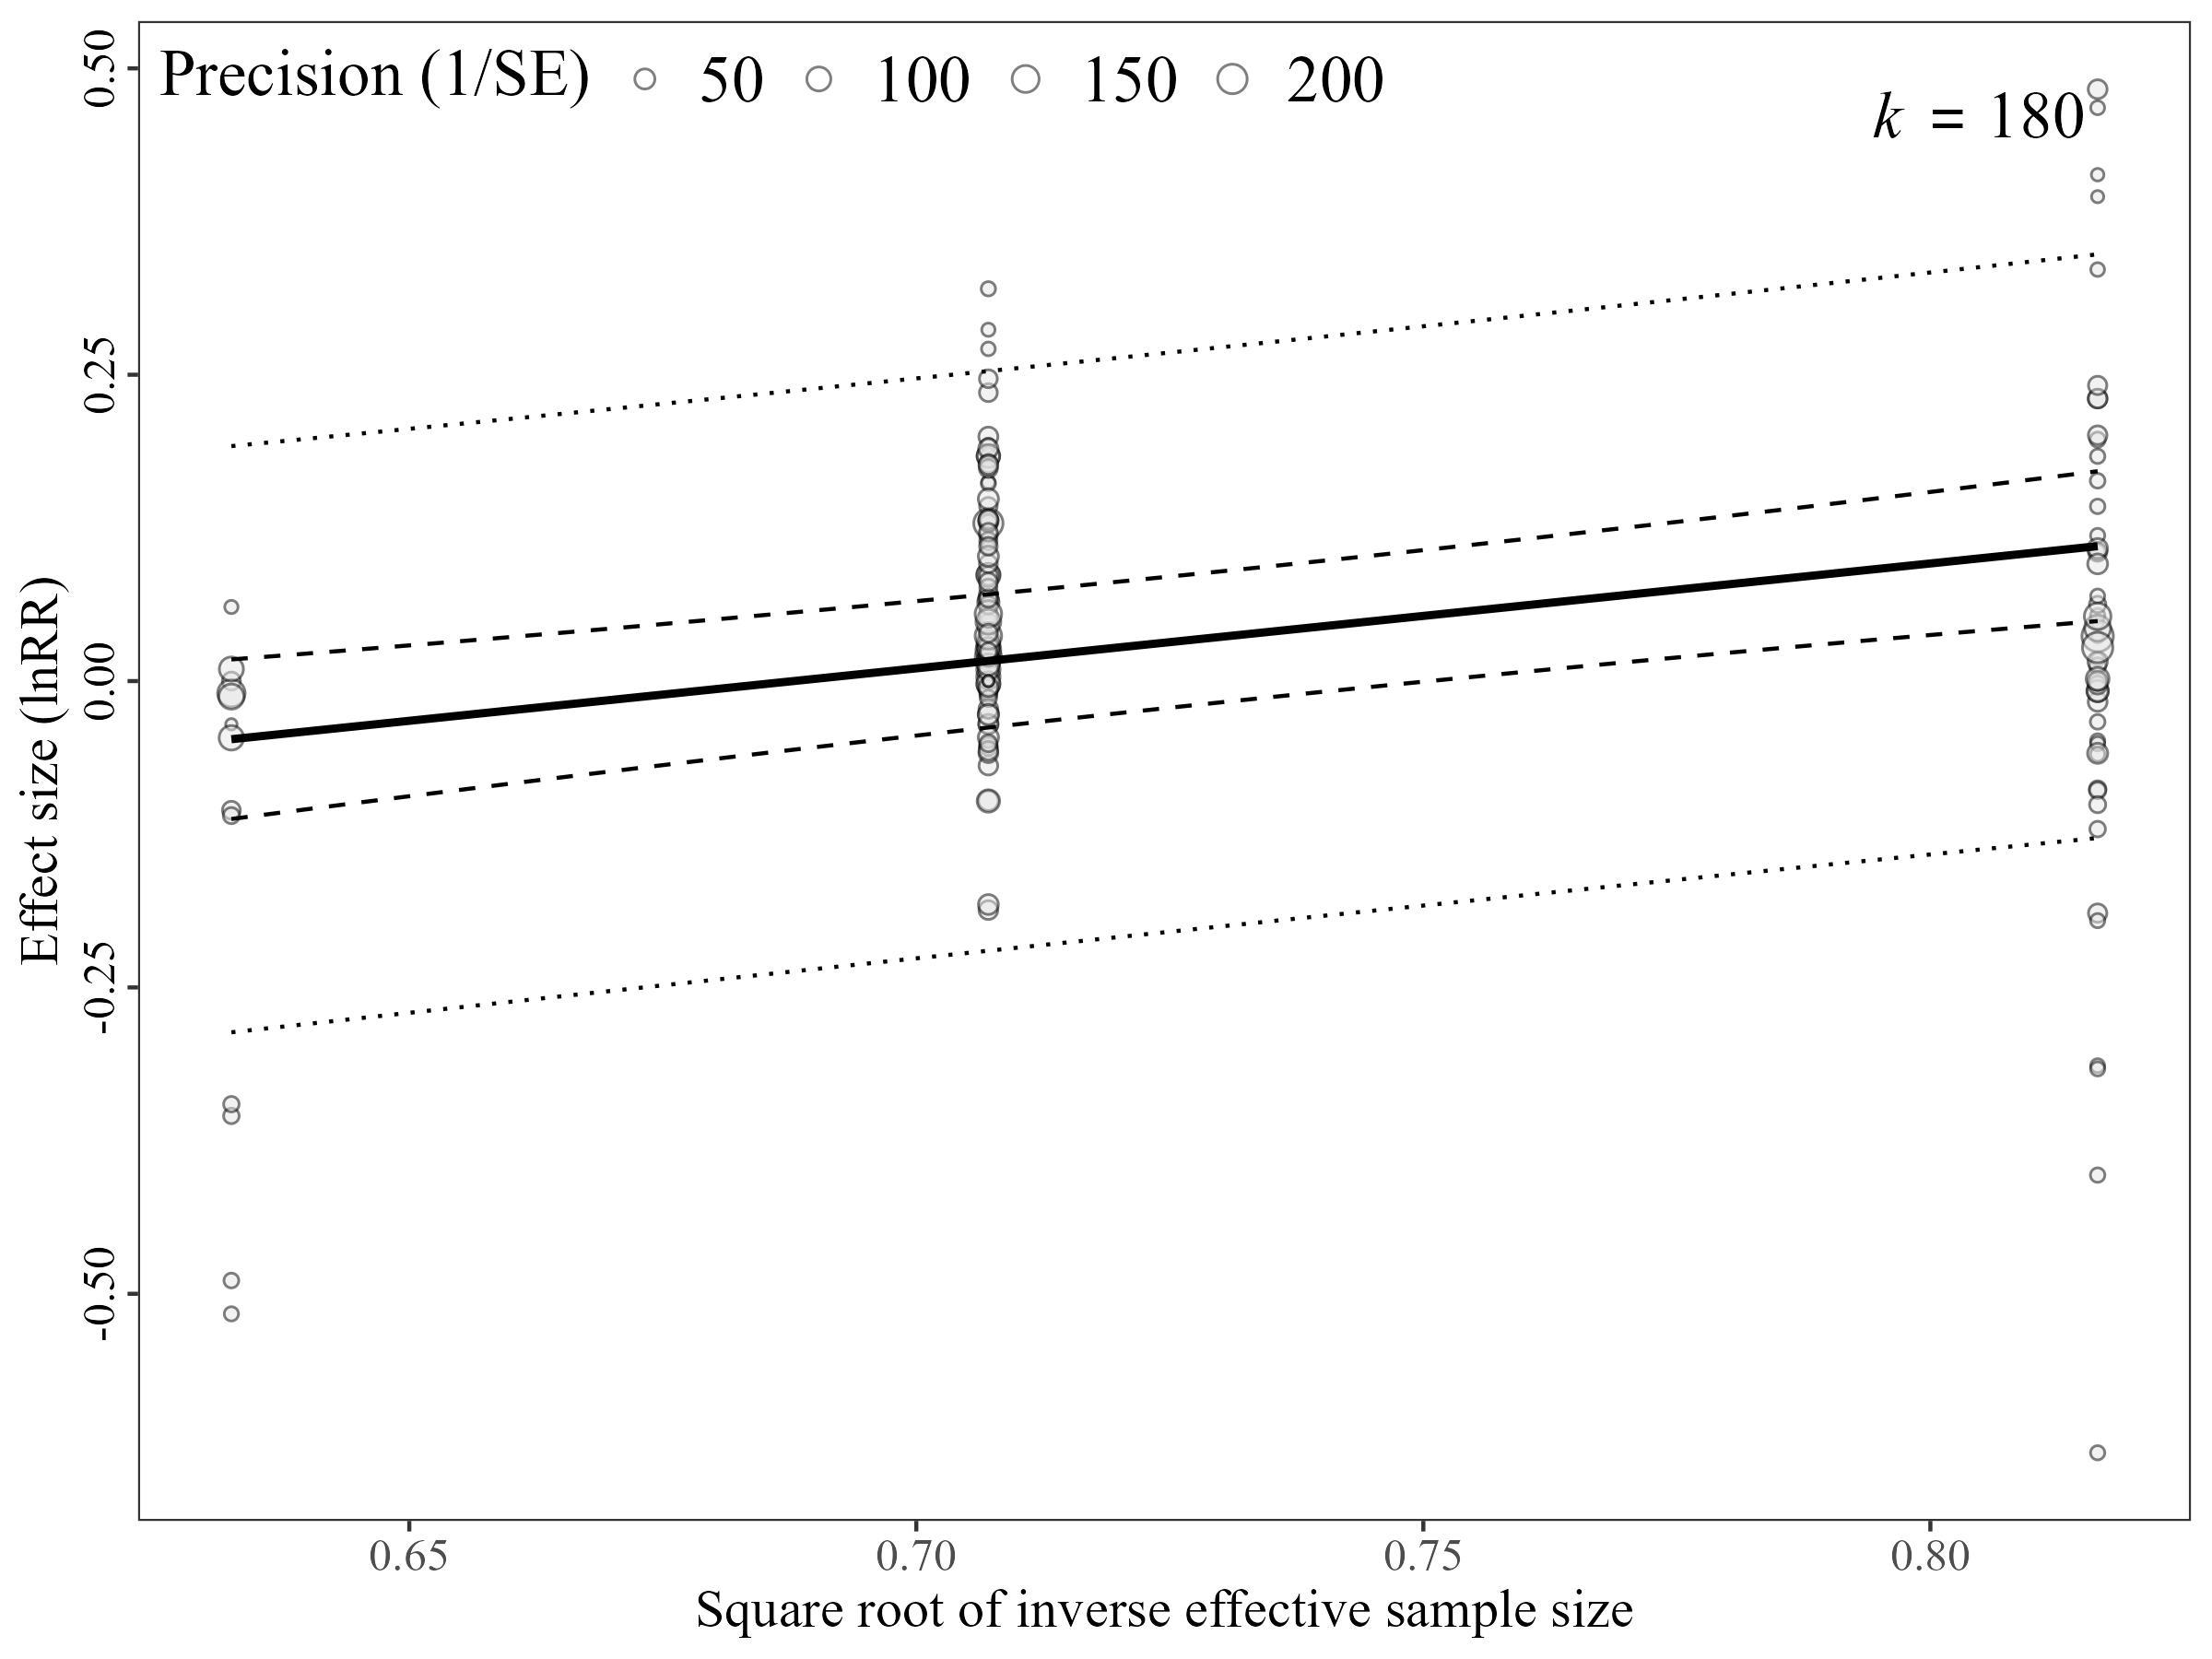 Precision (1/SE) 50 100 150 200
k = 180
0.50
0.25
0.00
-0.25
-0.50
Effect size (lnRR)
0.65 0.70 0.75 0.80
Square root of inverse effective sample size